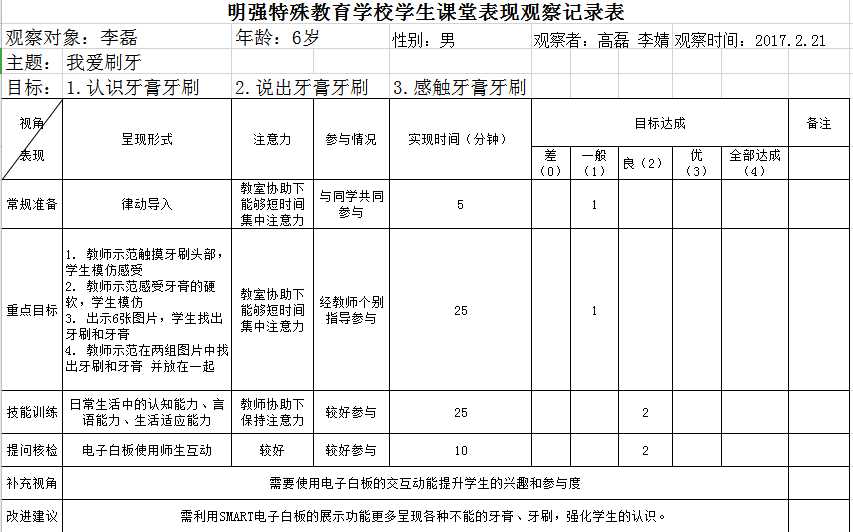 明强特殊教育学校学生课堂表现观察记录表
观察对象：李磊 年龄：6岁 性别：男 观察者：高磊 李婧 观察时间：2017.2.21
主题：我爱刷牙
目标：1.认识牙膏牙刷 2.说出牙膏牙刷 3.感触牙膏牙刷
视角
表现
呈现形式 注意力 参与情况 实现时间（分钟） 目标达成 备注
差（0） 一般（1） 良（2） 优（3） 全部达成（4）
常规准备 律动导入
教室协助下
能够短时间
集中注意力
与同学共同
参与
5 1
重点目标
1. 教师示范触摸牙刷头部，
学生模仿感受
2. 教师示范感受牙膏的硬
软，学生模仿
3. 出示6张图片，学生找出
牙刷和牙膏
4. 教师示范在两组图片中找
出牙刷和牙膏 并放在一起
教室协助下
能够短时间
集中注意力
经教师个别
指导参与
25 1
技能训练
日常生活中的认知能力、言
语能力、生活适应能力
教师协助下
保持注意力
较好参与 25 2
提问核检 电子白板使用师生互动 较好 较好参与 10 2
补充视角 需要使用电子白板的交互动能提升学生的兴趣和参与度
改进建议 需利用SMART电子白板的展示功能更多呈现各种不能的牙膏、牙刷，强化学生的认识。